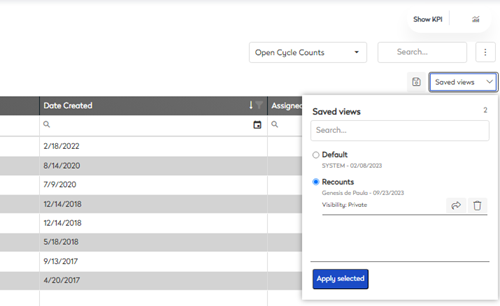 Show KPI
Open Cycle Counts
Search...
Saved views
Date Created
Assigned
Saved views
2
Search...
2/18/2022
Default
8/14/2020
SYSTEM - 02/08/2023
7/9/2020
Recounts
Genesis de Paulo - 09/23/2023
12/14/2018
Visibility: Private
12/14/2018
5/18/2018
9/13/2017
4/20/2017
Apply selected